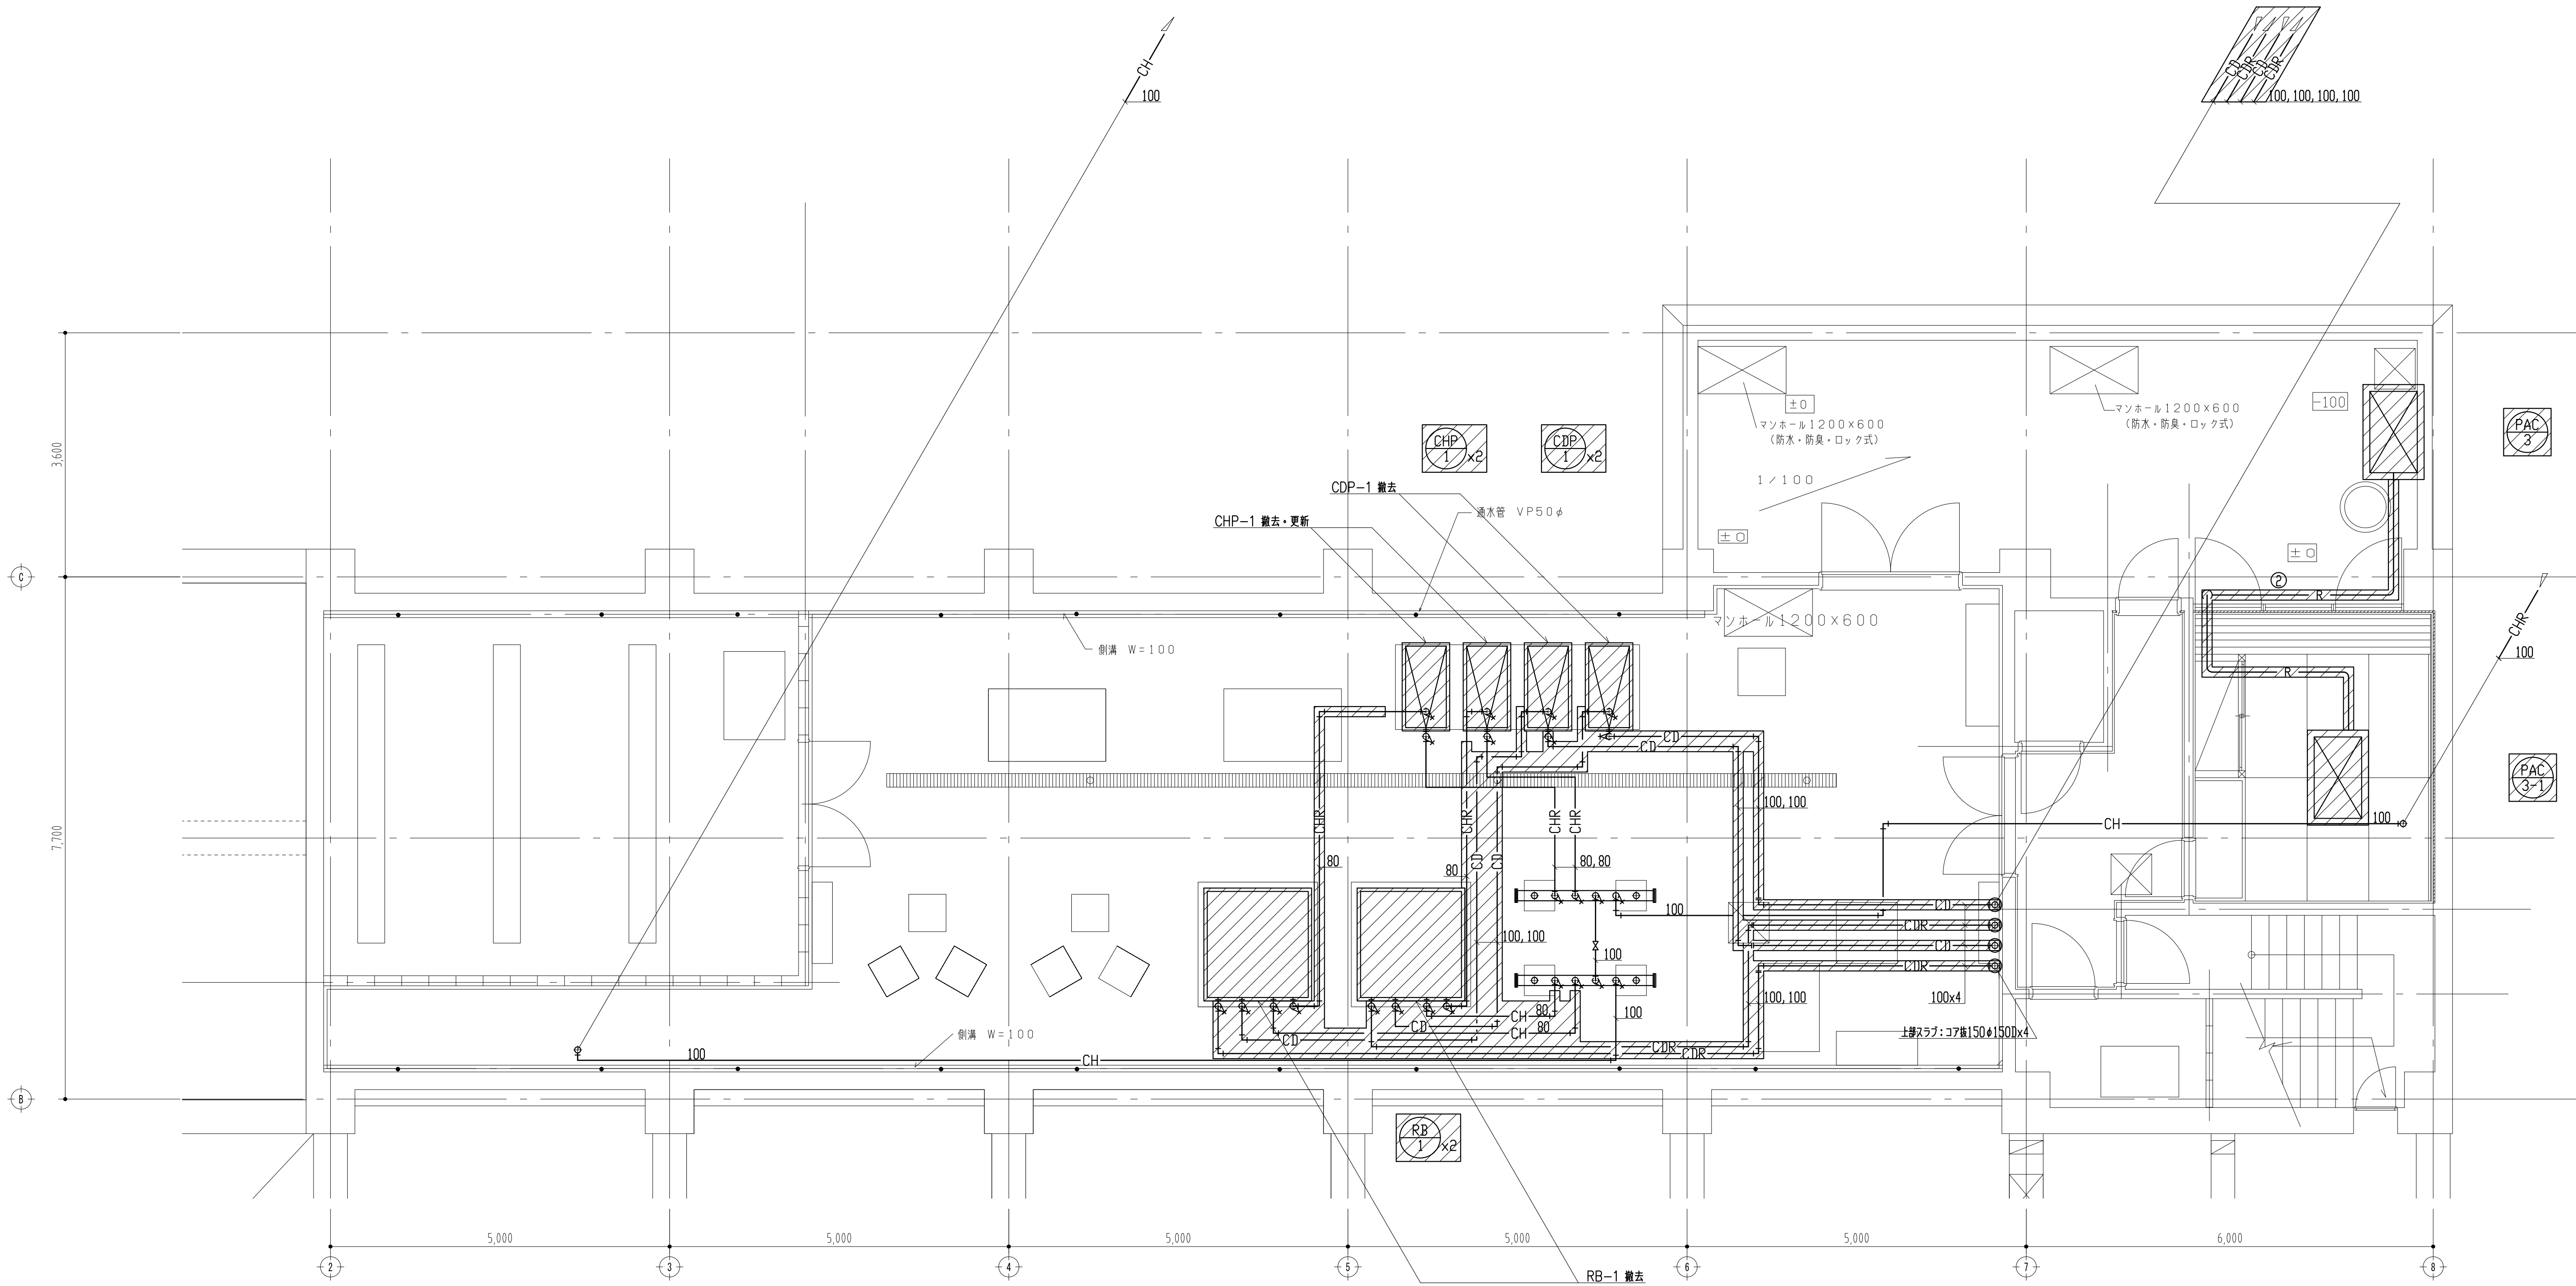 CH
100
CD
CDR
CD
CDR
100,100,100,100
3,600
±0
マンホール1200×600
(防水・防臭・ロック式)
マンホール1200×600
(防水・防臭・ロック式)
-100
PAC
3
CHP
1 x2
CDP
1 x2
1/100
CDP-1 撤去
通水管 VP50φ
CHP-1 撤去・更新
±0
±0
C
2
R
マンホール1200×600
CHR
100
側溝 W=100
R
CD
CD
PAC
3-1
100,100
CHR
CHR
CHR
CHR
CH
100
7,700
80
80
CD
CD
80,80
100
CD
CDR
CD
CDR
100,100
100
100x4
100,100
80
CH
100
CD
CH
80
CD
上部スラブ:コア抜150φ150Dx4
側溝 W=100
100
CH
CDR
CDR
B
RB
1 x2
5,000
5,000
5,000
5,000
5,000
6,000
2
3
4
5
6
7
8
RB-1 撤去